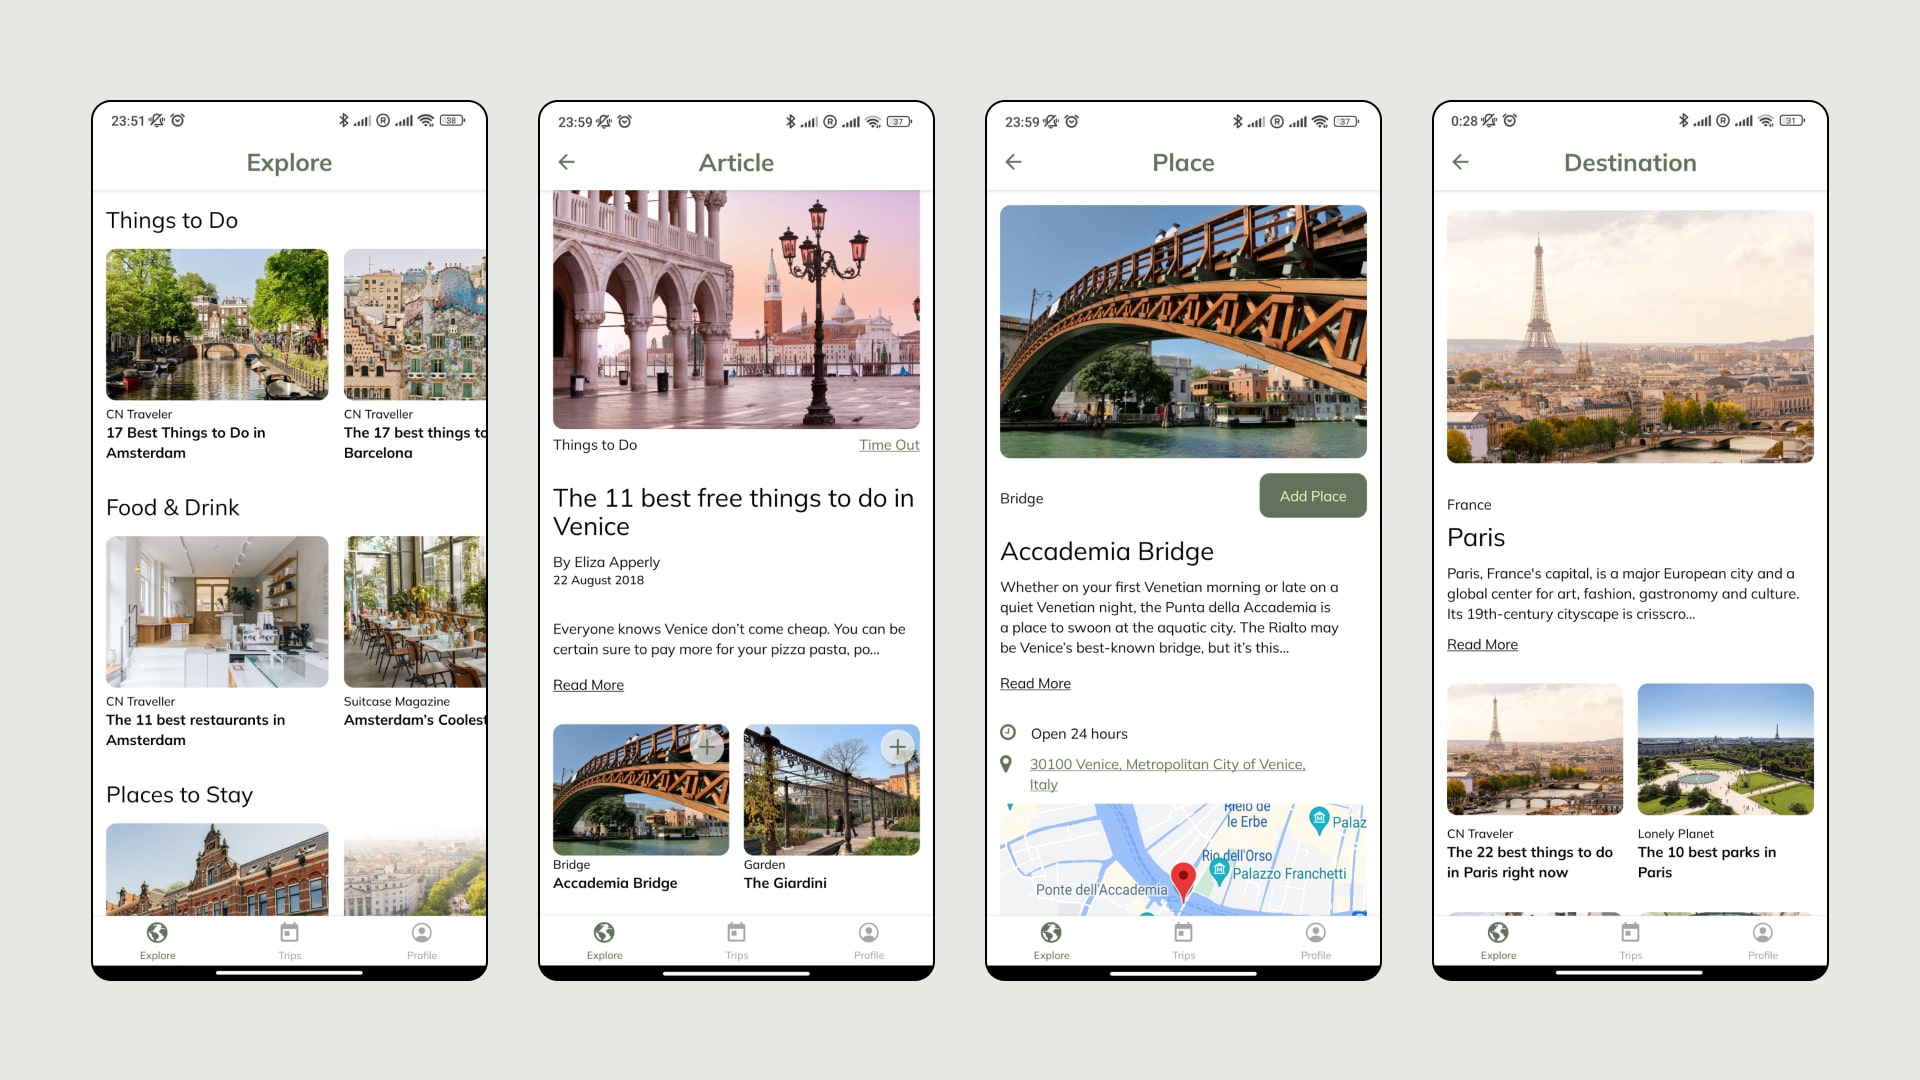 23:51
38
Explore
Things to Do
CN Traveler
17 Best Things to Do in
Amsterdam
CN Traveller
The 17 best things to
Barcelona
Food & Drink
CN Traveller
The 11 best restaurants in
Amsterdam
Suitcase Magazine
Amsterdam's Coolest
Places to Stay
Explore
Trips
Profile
23:59
R
37
Article
Things to Do
Time Out
The 11 best free things to do in
Venice
By Eliza Apperly
22 August 2018
Everyone knows Venice don’t come cheap. You can be
certain sure to pay more for your pizza pasta, po...
Read More
Bridge
Accademia Bridge
Garden
The Giardini
Explore
Trips
Profile
23:59
R
37
Place
Bridge
Add Place
Accademia Bridge
Whether on your first Venetian morning or late on a
quiet Venetian night, the Punta della Accademia is
a place to swoon at the aquatic city. The Rialto may
be Venice’s best-known bridge, but it’s this...
Read More
Open 24 hours
30100 Venice, Metropolitan City of Venice,
Italy
Rielo de
le Erbe
Palaz
Rio dell'Orso
Palazzo Franchetti
Ponte dell'Accademia
Explore
Trips
Profile
0:28
R
31
Destination
France
Paris
Paris, France's capital, is a major European city and a
global center for art, fashion, gastronomy and culture.
Its 19th-century cityscape is crisscro...
Read More
CN Traveler
The 22 best things to do
in Paris right now
Lonely Planet
The 10 best parks in
Paris
Explore
Trips
Profile